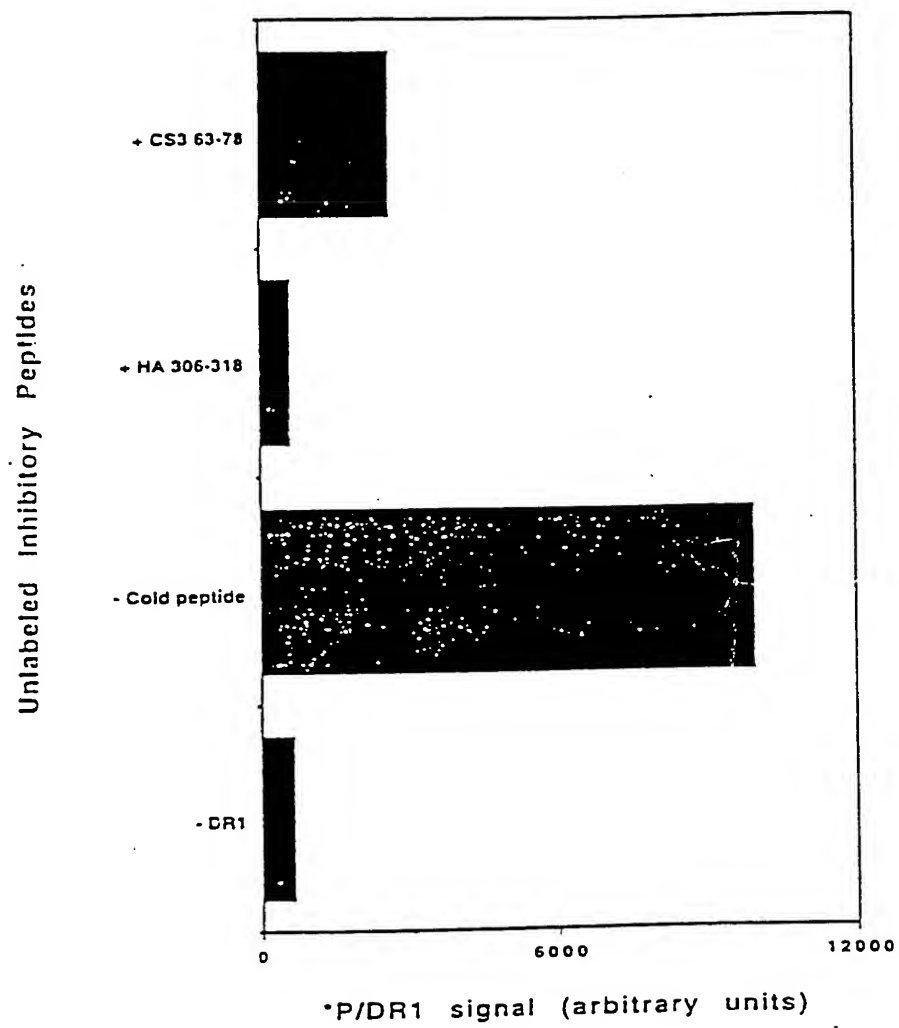 Unlabeled Inhibitory Peptides
+ CS3 63-78
+ HA 306-318
- Cold peptide
- DR1
0
6000
12000
*P/DR1 signal (arbitrary units)